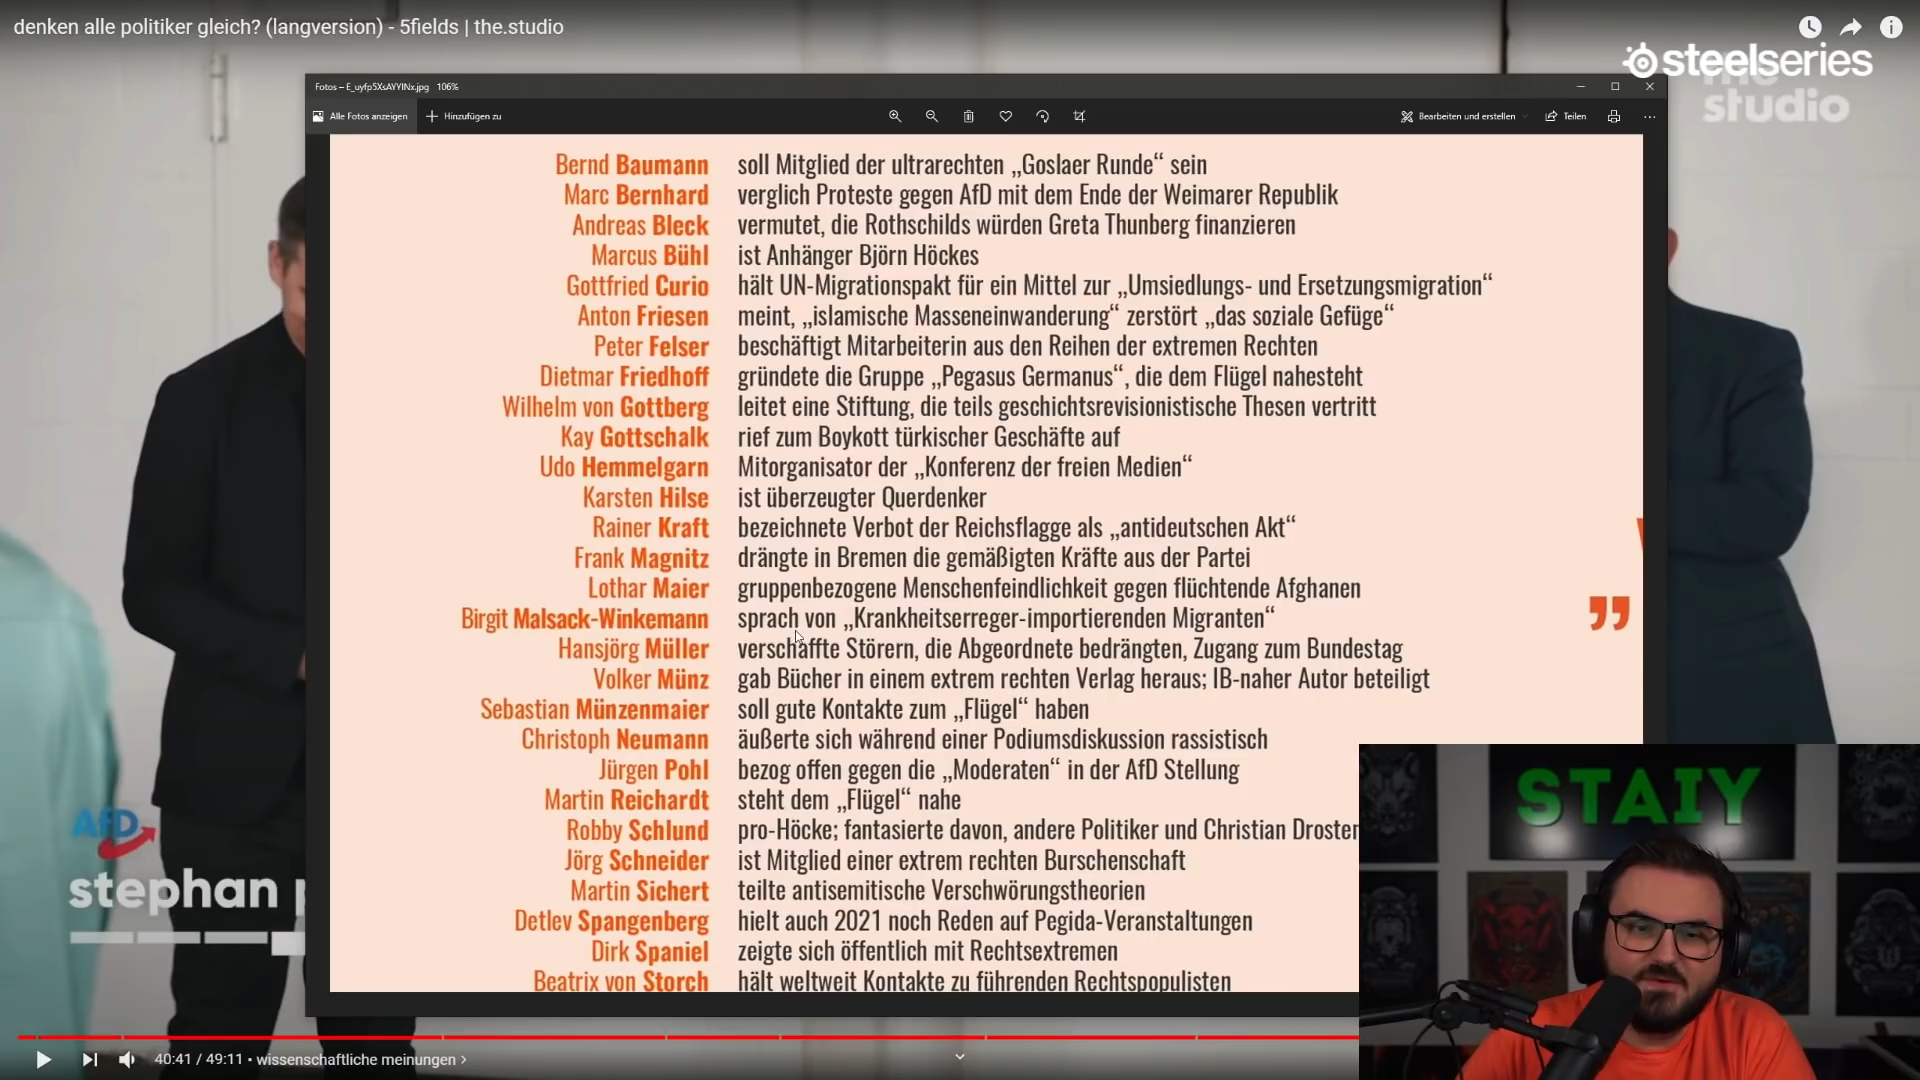 denken alle politiker gleich? (langversion) - 5fields | the.studio
steelseries
studio
Fotos – E_uyfp5XsAYYINx.jpg 106%
Alle Fotos anzeigen
Hinzufügen zu
Bearbeiten und erstellen
Teilen
Bernd Baumann soll Mitglied der ultrarechten „Goslaer Runde“ sein
Marc Bernhard verglich Proteste gegen AfD mit dem Ende der Weimarer Republik
Andreas Bleck vermutet, die Rothschilds würden Greta Thunberg finanzieren
Marcus Bühl ist Anhänger Björn Höckes
Gottfried Curio hält UN-Migrationspakt für ein Mittel zur „Umsiedlungs- und Ersetzungsmigration“
Anton Friesen meint, „islamische Masseneinwanderung“ zerstört „das soziale Gefüge“
Peter Felser beschäftigt Mitarbeiterin aus den Reihen der extremen Rechten
Dietmar Friedhoff gründete die Gruppe „Pegasus Germanus“, die dem Flügel nahesteht
Wilhelm von Gottberg leitet eine Stiftung, die teils geschichtsrevisionistische Thesen vertritt
Kay Gottschalk rief zum Boykott türkischer Geschäfte auf
Udo Hemmelgarn Mitorganisator der „Konferenz der freien Medien“
Karsten Hilse ist überzeugter Querdenker
Rainer Kraft bezeichnete Verbot der Reichsflagge als „antideutschen Akt“
Frank Magnitz drängte in Bremen die gemäßigten Kräfte aus der Partei
Lothar Maier gruppenbezogene Menschenfeindlichkeit gegen flüchtende Afghanen
Birgit Malsack-Winkemann sprach von „Krankheitserreger-importierenden Migranten“
Hansjörg Müller verschaffte Störern, die Abgeordnete bedrängten, Zugang zum Bundestag
Volker Münz gab Bücher in einem extrem rechten Verlag heraus; IB-naher Autor beteiligt
Sebastian Münzenmaier soll gute Kontakte zum „Flügel“ haben
Christoph Neumann äußerte sich während einer Podiumsdiskussion rassistisch
Jürgen Pohl bezog offen gegen die „Moderaten“ in der AfD Stellung
Martin Reichardt steht dem „Flügel“ nahe
Robby Schlund pro-Höcke; fantasierte davon, andere Politiker und Christian Drosten
Jörg Schneider ist Mitglied einer extrem rechten Burschenschaft
Martin Sichert teilte antisemitische Verschwörungstheorien
Detlev Spangenberg hielt auch 2021 noch Reden auf Pegida-Veranstaltungen
Dirk Spaniel zeigte sich öffentlich mit Rechtsextremen
Beatrix von Storch hält weltweit Kontakte zu führenden Rechtspopulisten
”
STAIY
AfD
stephan
40:41 / 49:11 • wissenschaftliche meinungen ›